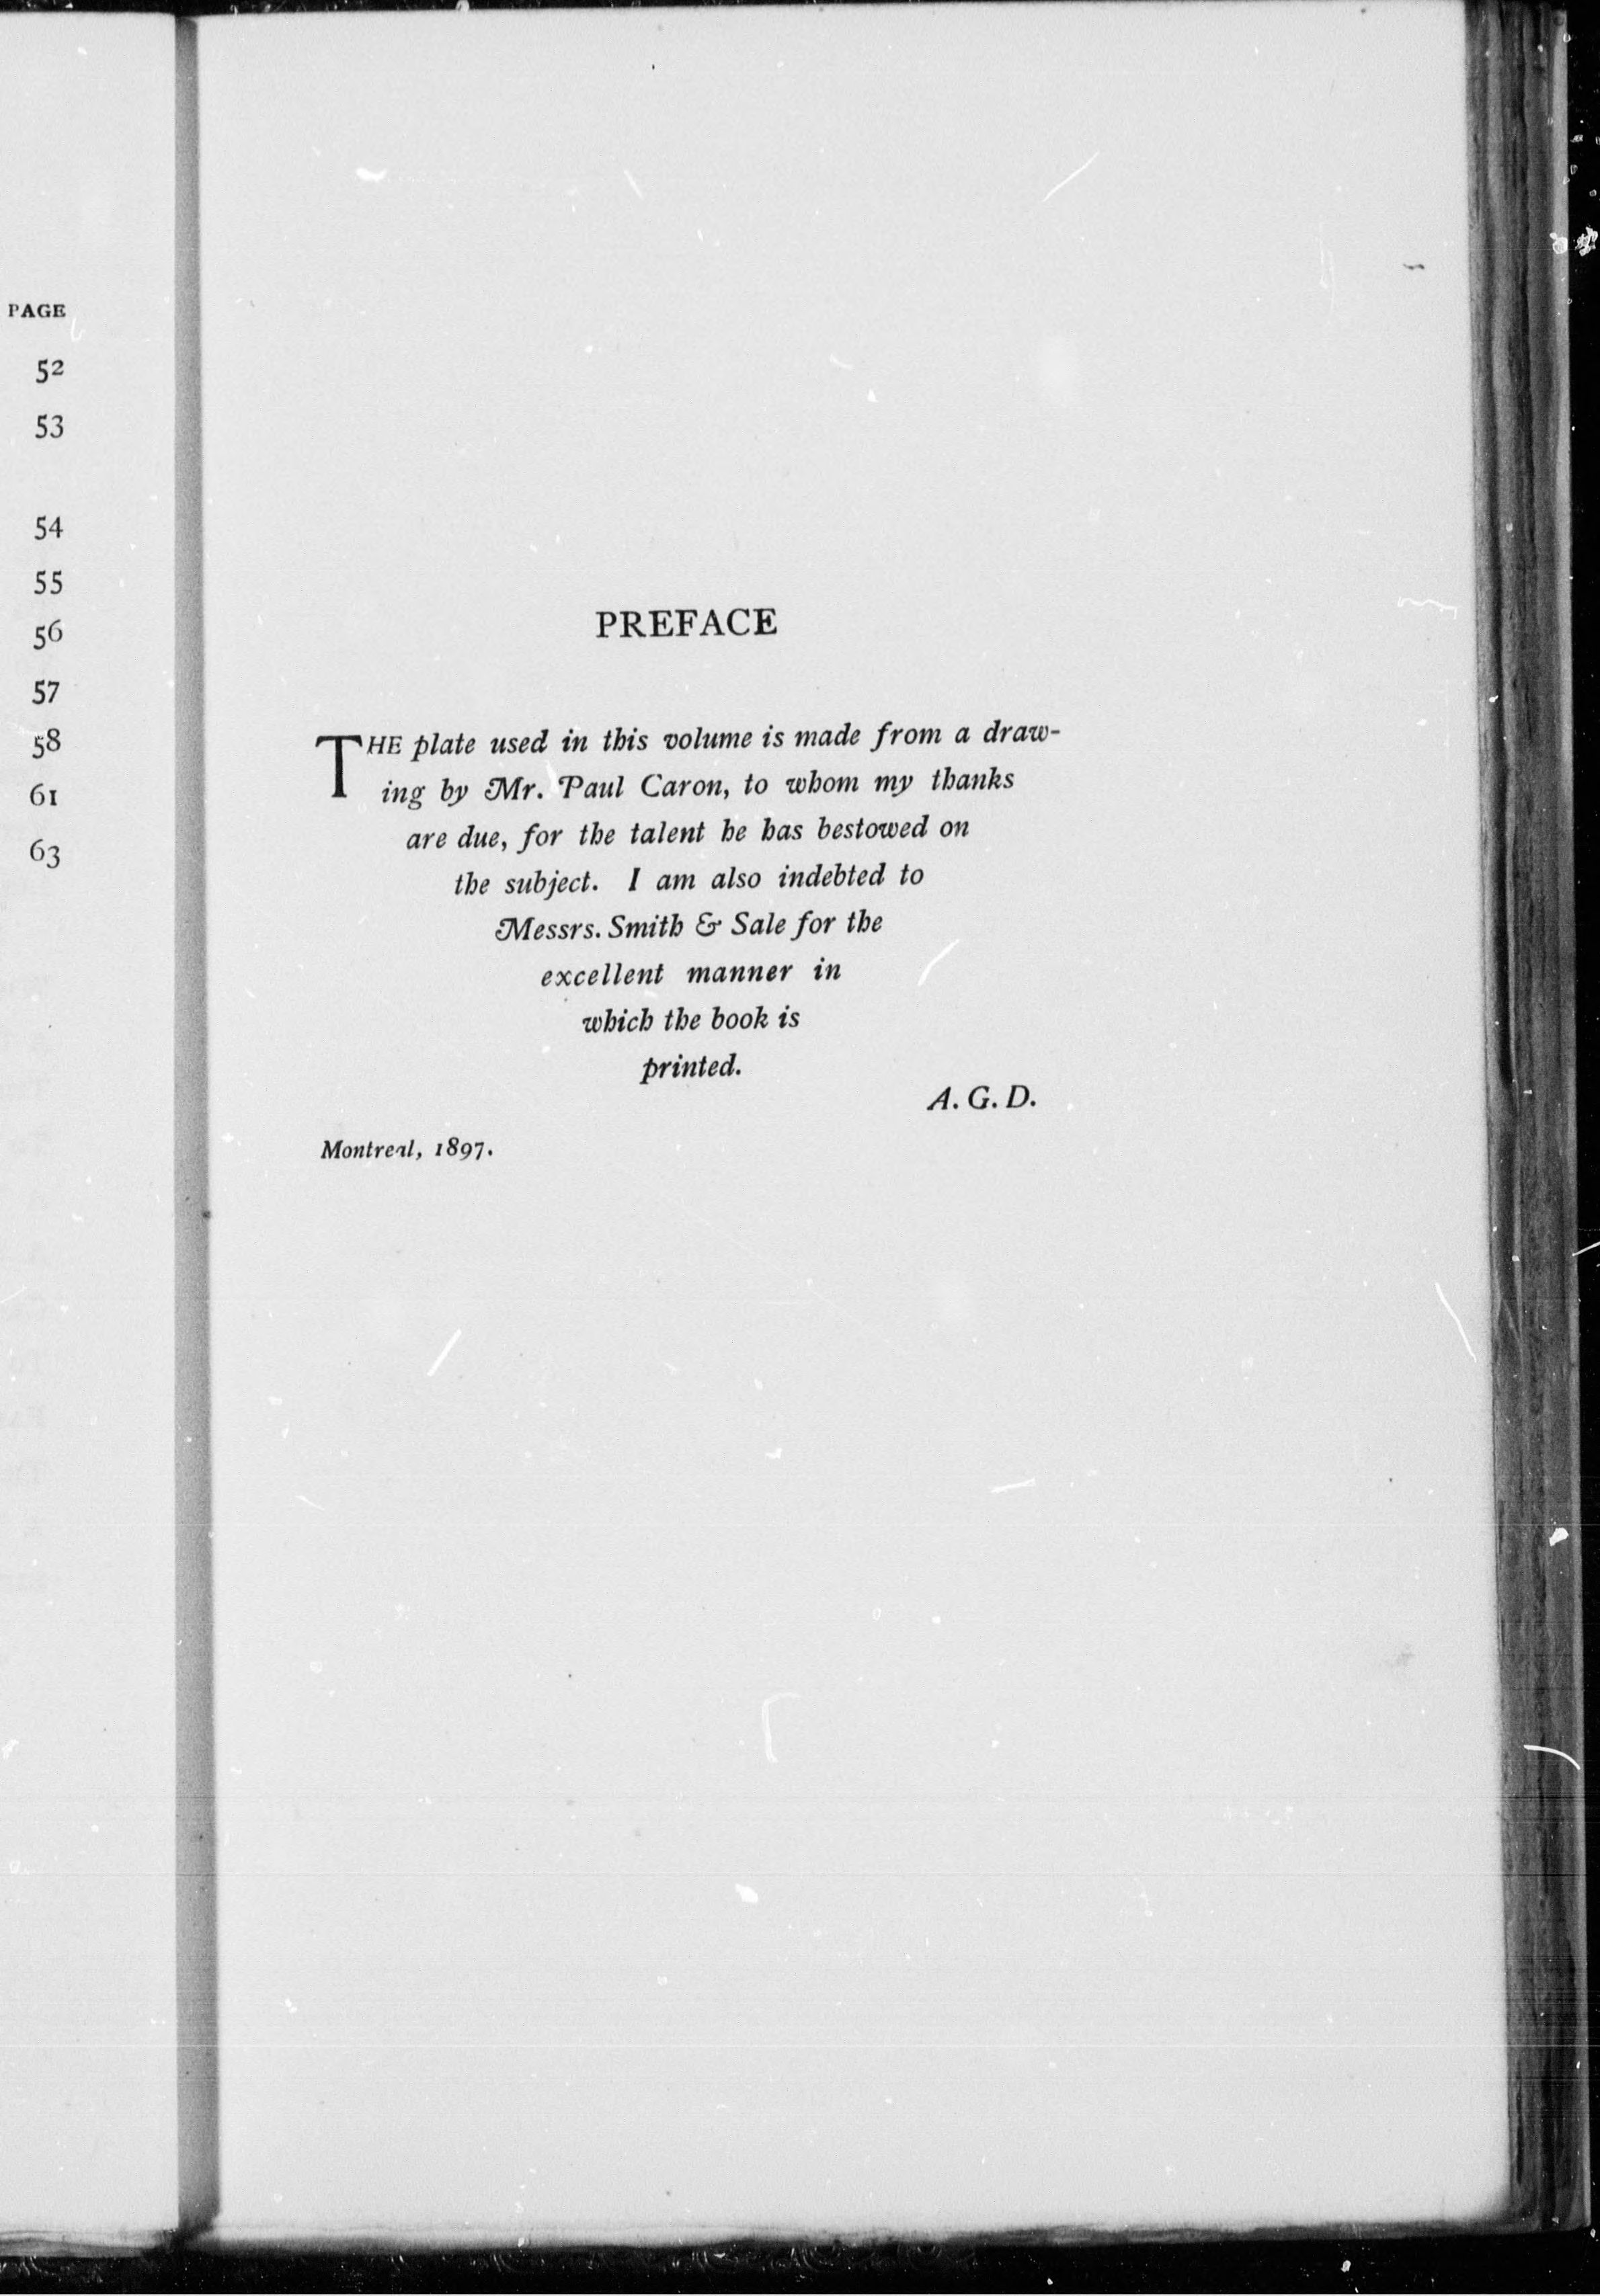 PAGE
52
53
54
55
56
57
58
61
63
PREFACE
THE plate used in this volume is made from a draw-
ing by Mr. Paul Caron, to whom my thanks
are due, for the talent he has bestowed on
the subject. I am also indebted to
Messrs. Smith & Sale for the
excellent manner in
which the book is
printed.
A. G. D.
Montreal, 1897.